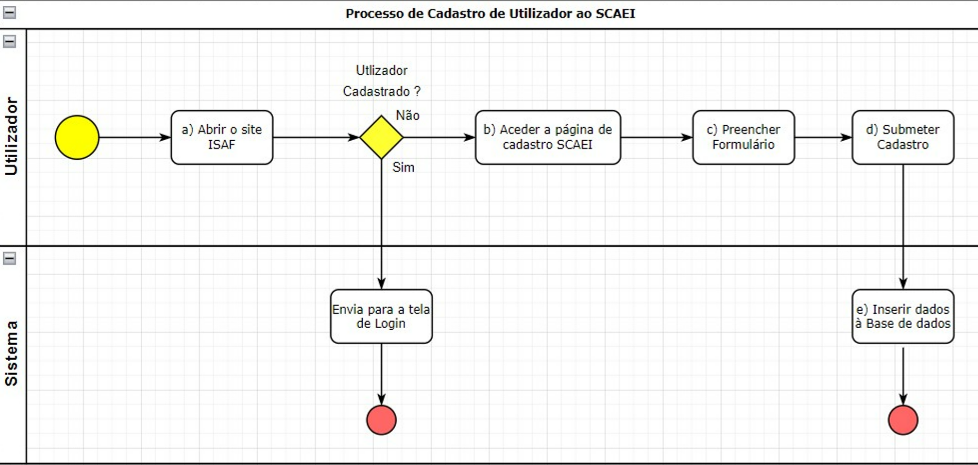 Processo de Cadastro de Utilizador ao SCAEI
Utilizador
Utlizador
Cadastrado ?
Não
Sim
a) Abrir o site
ISAF
b) Aceder a página de
cadastro SCAEI
c) Preencher
Formulário
d) Submeter
Cadastro
Sistema
Envia para a tela
de Login
e) Inserir dados
à Base de dados